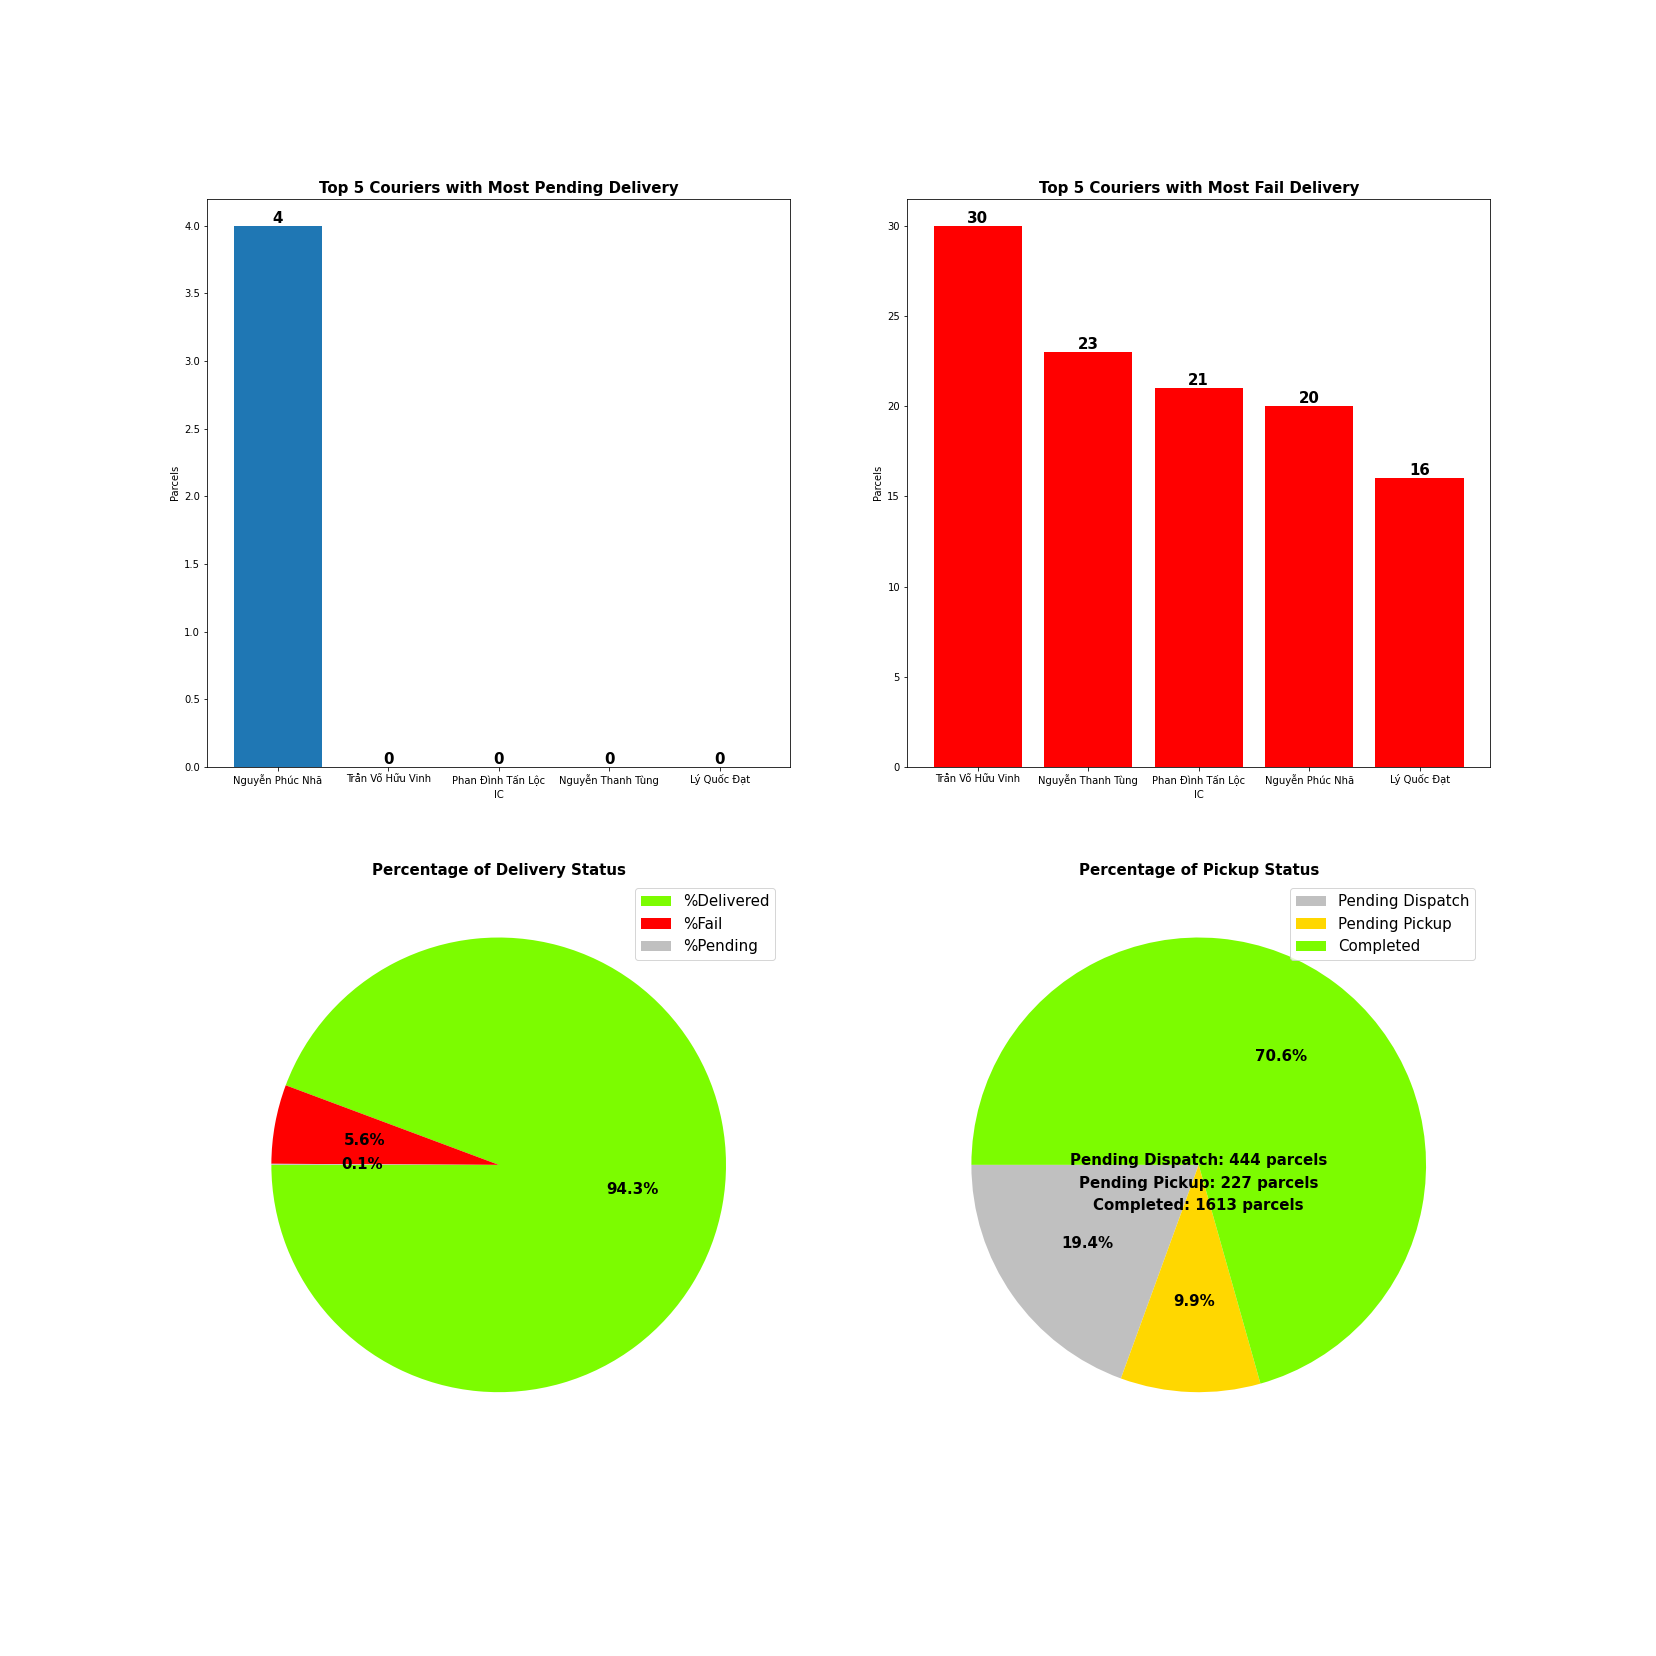 Top 5 Couriers with Most Pending Delivery
4
4.0
3.5
3.0
2.5
2.0
1.5
1.0
0.5
0.0
Parcels
0
0
0
0
Nguyễn Phúc Nhã
Trần Võ Hữu Vinh
Phan Đình Tấn Lộc
Nguyễn Thanh Tùng
Lý Quốc Đạt
IC
Top 5 Couriers with Most Fail Delivery
30
23
21
20
16
30
25
20
15
10
5
0
Parcels
Trần Võ Hữu Vinh
Nguyễn Thanh Tùng
Phan Đình Tấn Lộc
Nguyễn Phúc Nhã
Lý Quốc Đạt
IC
Percentage of Delivery Status
%Delivered
%Fail
%Pending
5.6%
0.1%
94.3%
Percentage of Pickup Status
Pending Dispatch
Pending Pickup
Completed
70.6%
Pending Dispatch: 444 parcels
Pending Pickup: 227 parcels
Completed: 1613 parcels
19.4%
9.9%